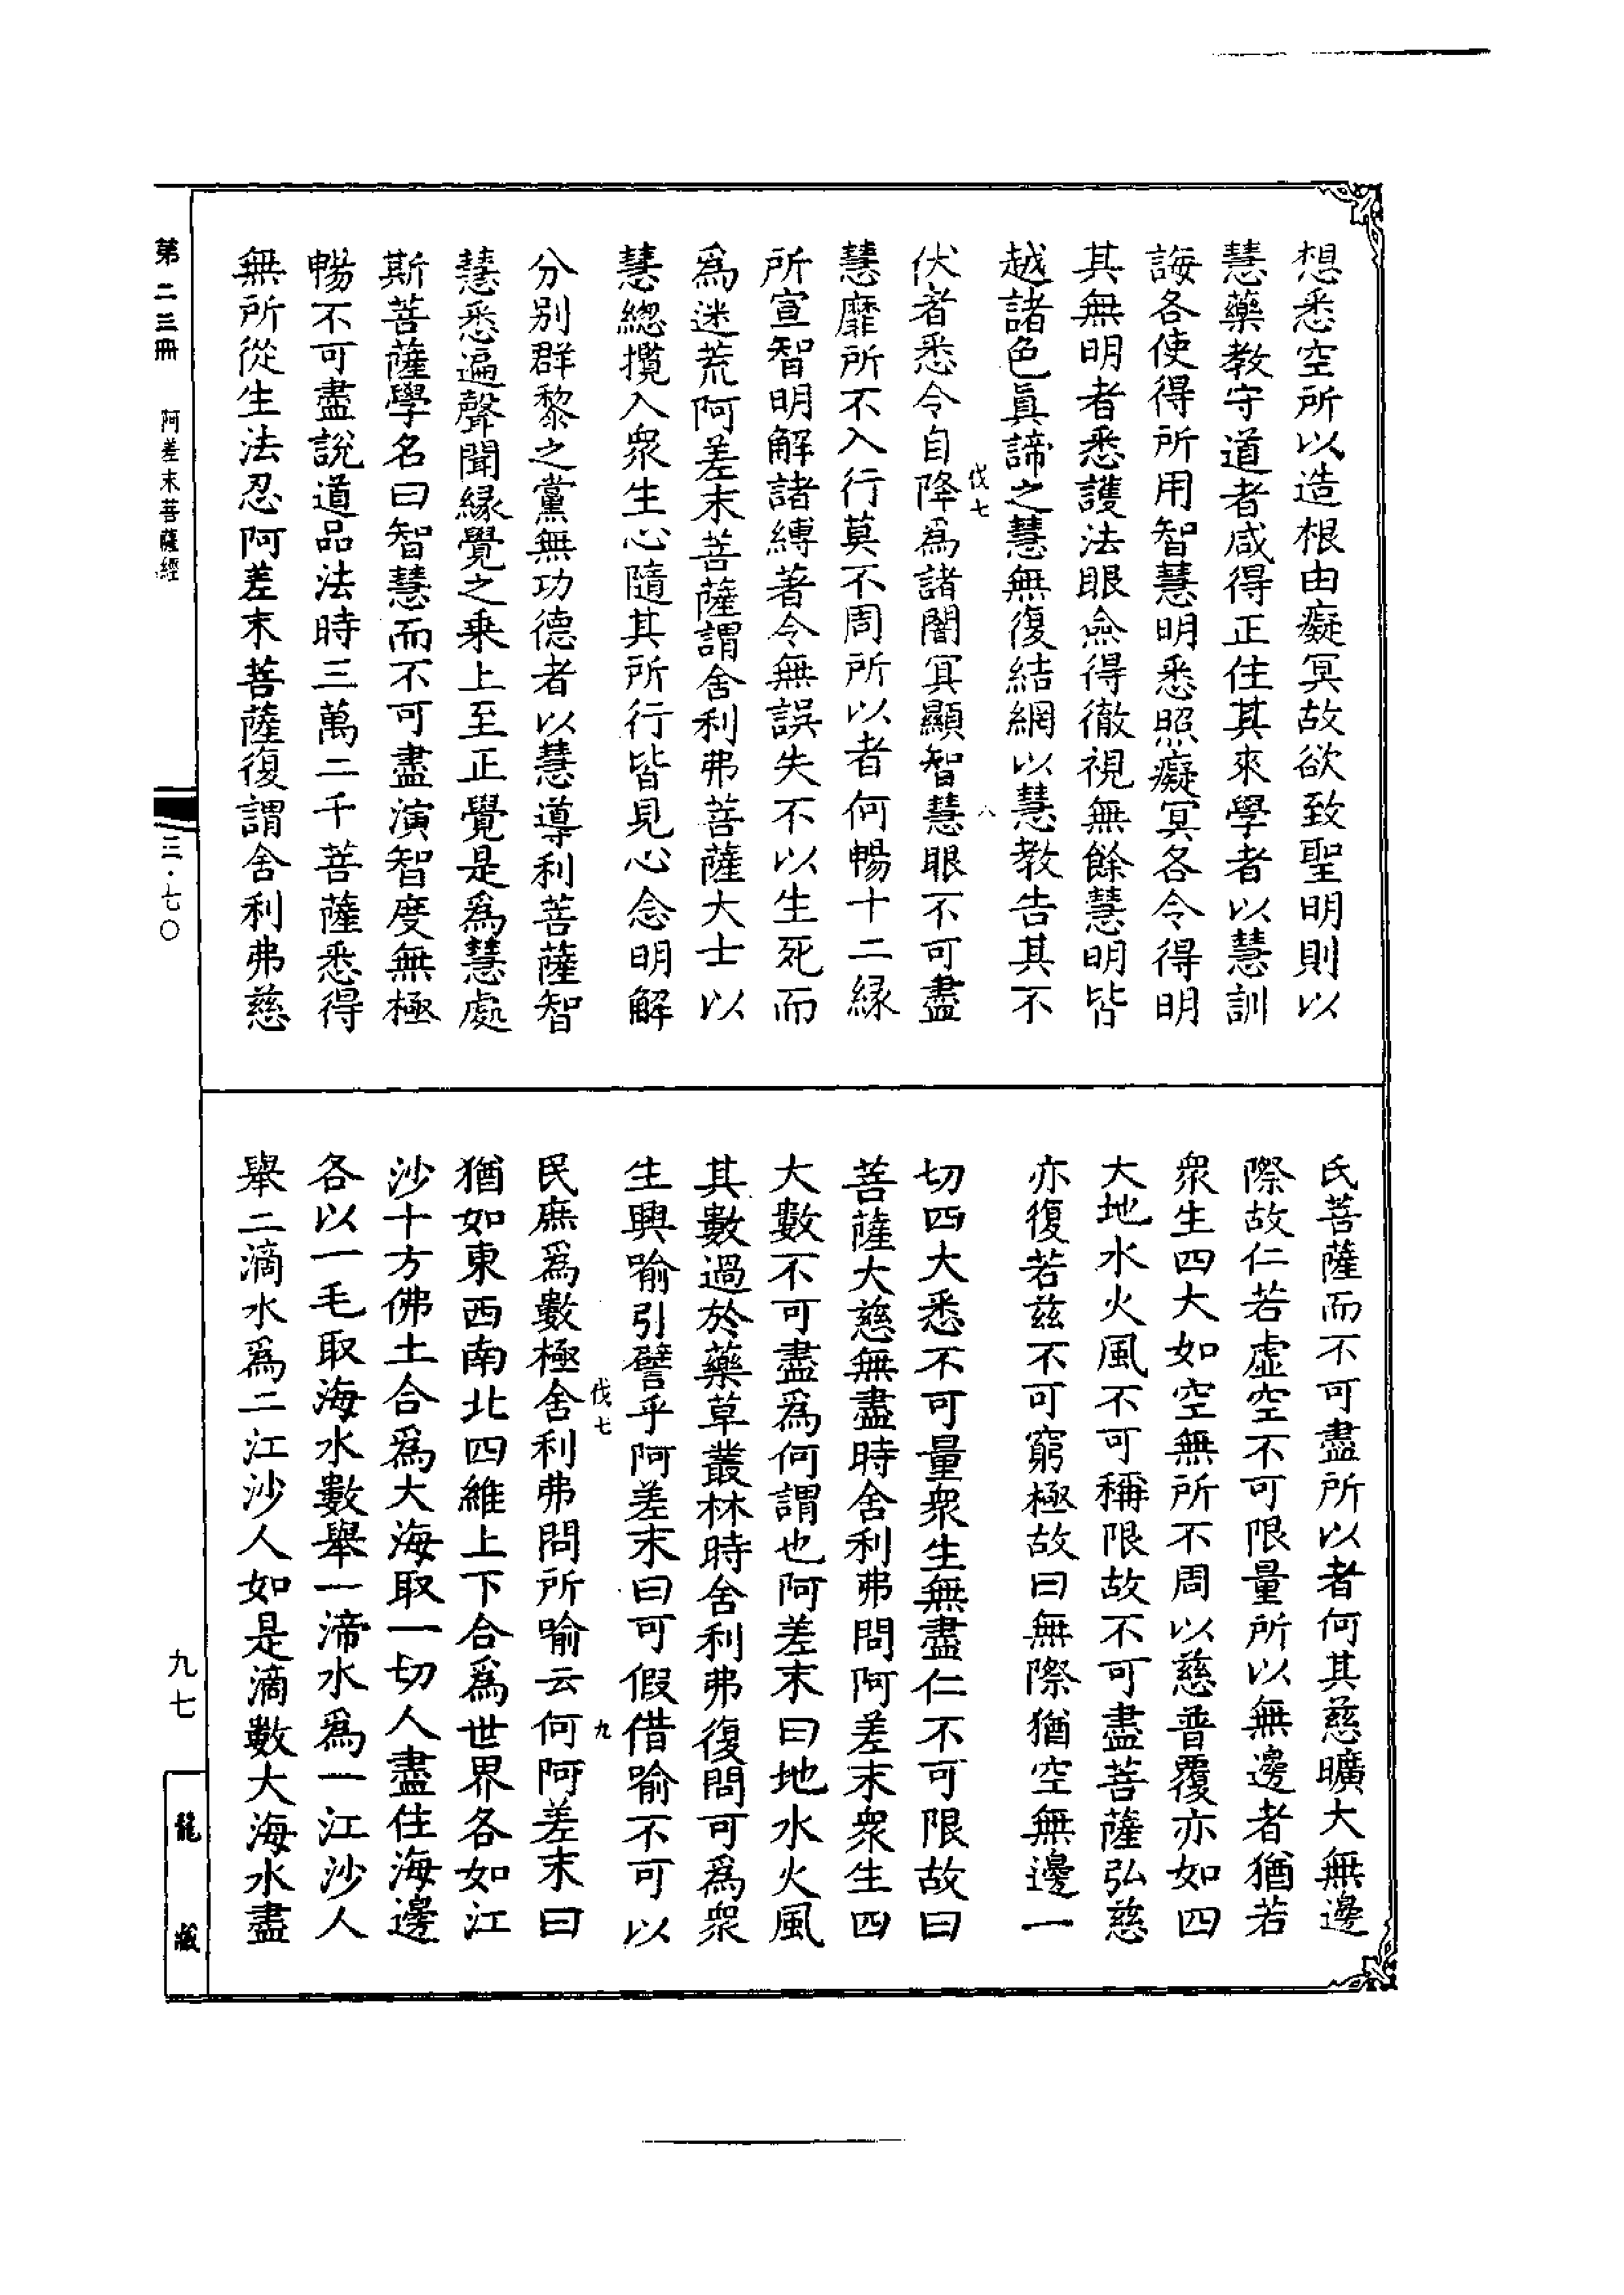 想悉空所以造根由癡冥故欲致聖明則以
慧藥教守道者咸得正住其來學者以慧訓
誨各使得所用智慧明悉照癡冥各令得明
其無明者悉護法眼僉得徹視無餘慧明皆
越諸色眞諦之慧無復結網以慧教告其不
伐七
八
伏者悉令自降爲諸闇冥顯智慧眼不可盡
慧靡所不入行莫不周所以者何暢十二緣
所宣智明解諸縛著令無誤失不以生死而
爲迷荒阿差末菩薩謂舍利弗菩薩大士以
慧總攬入衆生心隨其所行皆見心念明解
分別群黎之黨無功德者以慧導利菩薩智
慧悉遍聲聞緣覺之乘上至正覺是爲慧處
斯菩薩學名曰智慧而不可盡演智度無極
暢不可盡說道品法時三萬二千菩薩悉得
無所從生法忍阿差末菩薩復謂舍利弗慈
氏菩薩而不可盡所以者何其慈曠大無邊
際故仁若虛空不可限量所以無邊者猶若
衆生四大如空無所不周以慈普覆亦如四
大地水火風不可稱限故不可盡菩薩弘慈
亦復若茲不可窮極故曰無際猶空無邊一
切四大悉不可量衆生無盡仁不可限故曰
菩薩大慈無盡時舍利弗問阿差末衆生四
大數不可盡爲何謂也阿差末曰地水火風
其數過於藥草叢林時舍利弗復問可爲衆
生興喻引譬乎阿差末曰可假借喻不可以
伐七
九
民庶爲數極舍利弗問所喻云何阿差末曰
猶如東西南北四維上下合爲世界各如江
沙十方佛土合爲大海取一切人盡住海邊
各以一毛取海水數舉一渧水爲一江沙人
舉二滴水爲二江沙人如是滴數大海水盡
第二三冊
阿差末菩薩經
三·七〇
九七
龍藏